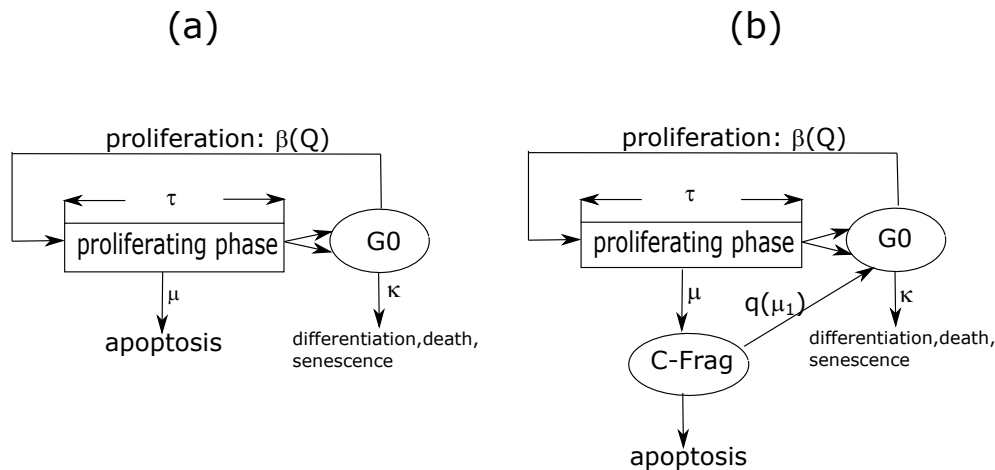 (a)
proliferation: β(Q)
τ
proliferating phase
G0
μ
κ
apoptosis
differentiation,death,
senescence
(b)
proliferation: β(Q)
τ
proliferating phase
G0
μ
q(μ₁)
κ
C-Frag
differentiation,death,
senescence
apoptosis